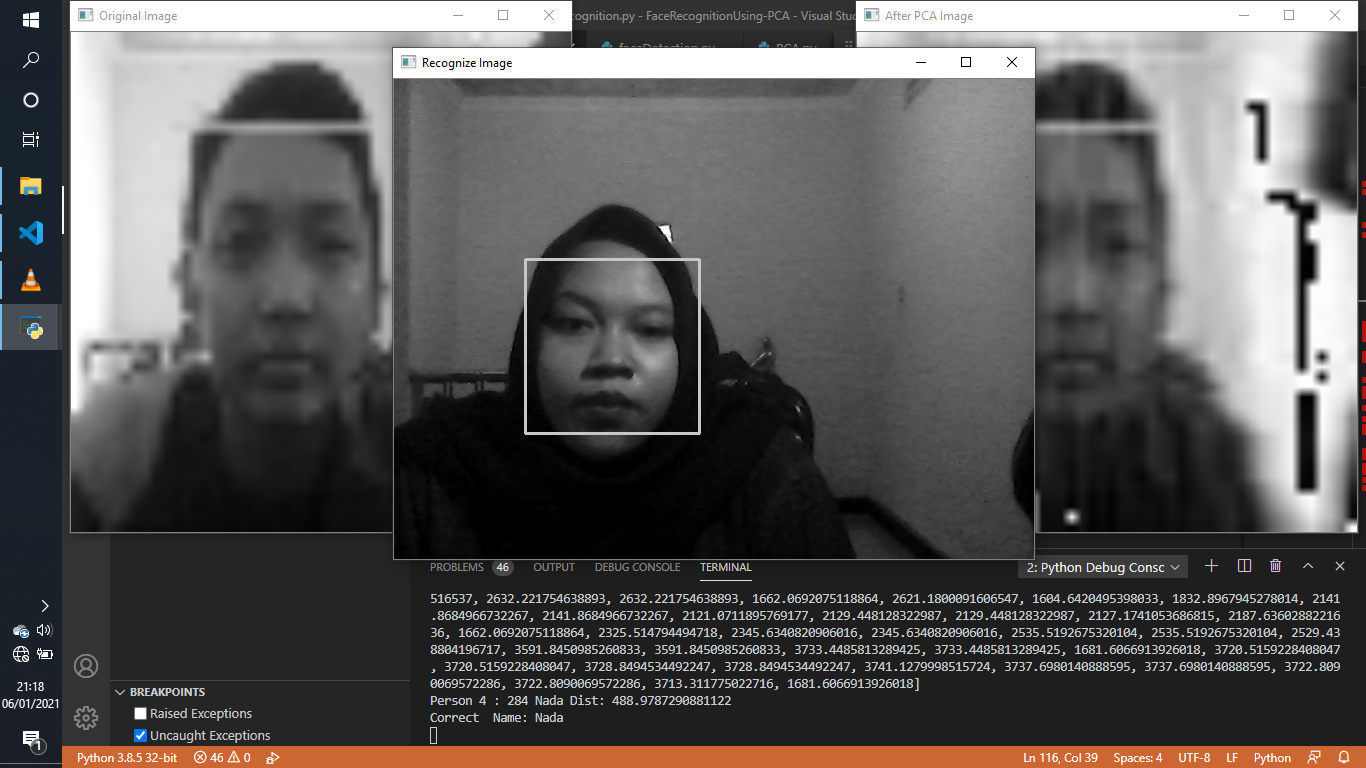 Original Image
cognition.py - FaceRecognitionUsing-PCA - Visual Stud
After PCA Image
faceDetection.py
PCA.py
Recognize Image
PROBLEMS 46 OUTPUT DEBUG CONSOLE TERMINAL 2: Python Debug Consc
516537, 2632.221754638893, 2632.221754638893, 1662.0692075118864, 2621.1800091606547, 1604.6420495398033, 1832.8967945278014, 2141
.8684966732267, 2141.8684966732267, 2121.0711895769177, 2129.448128322987, 2129.448128322987, 2127.1741053686815, 2187.63602882216
36, 1662.0692075118864, 2325.514794494718, 2345.6340820906016, 2345.6340820906016, 2535.5192675320104, 2535.5192675320104, 2529.43
8804196717, 3591.8450985260833, 3591.8450985260833, 3733.4485813289425, 3733.4485813289425, 1681.6066913926018, 3720.5159228408047
, 3720.5159228408047, 3728.8494534492247, 3728.8494534492247, 3741.1279998515724, 3737.6980140888595, 3737.6980140888595, 3722.809
0069572286, 3722.8090069572286, 3713.311775022716, 1681.6066913926018]
Person 4 : 284 Nada Dist: 488.9787290881122
Correct  Name: Nada
BREAKPOINTS
Raised Exceptions
Uncaught Exceptions
21:18
06/01/2021
1
Python 3.8.5 32-bit 46 0 Ln 116, Col 39 Spaces: 4 UTF-8 LF Python